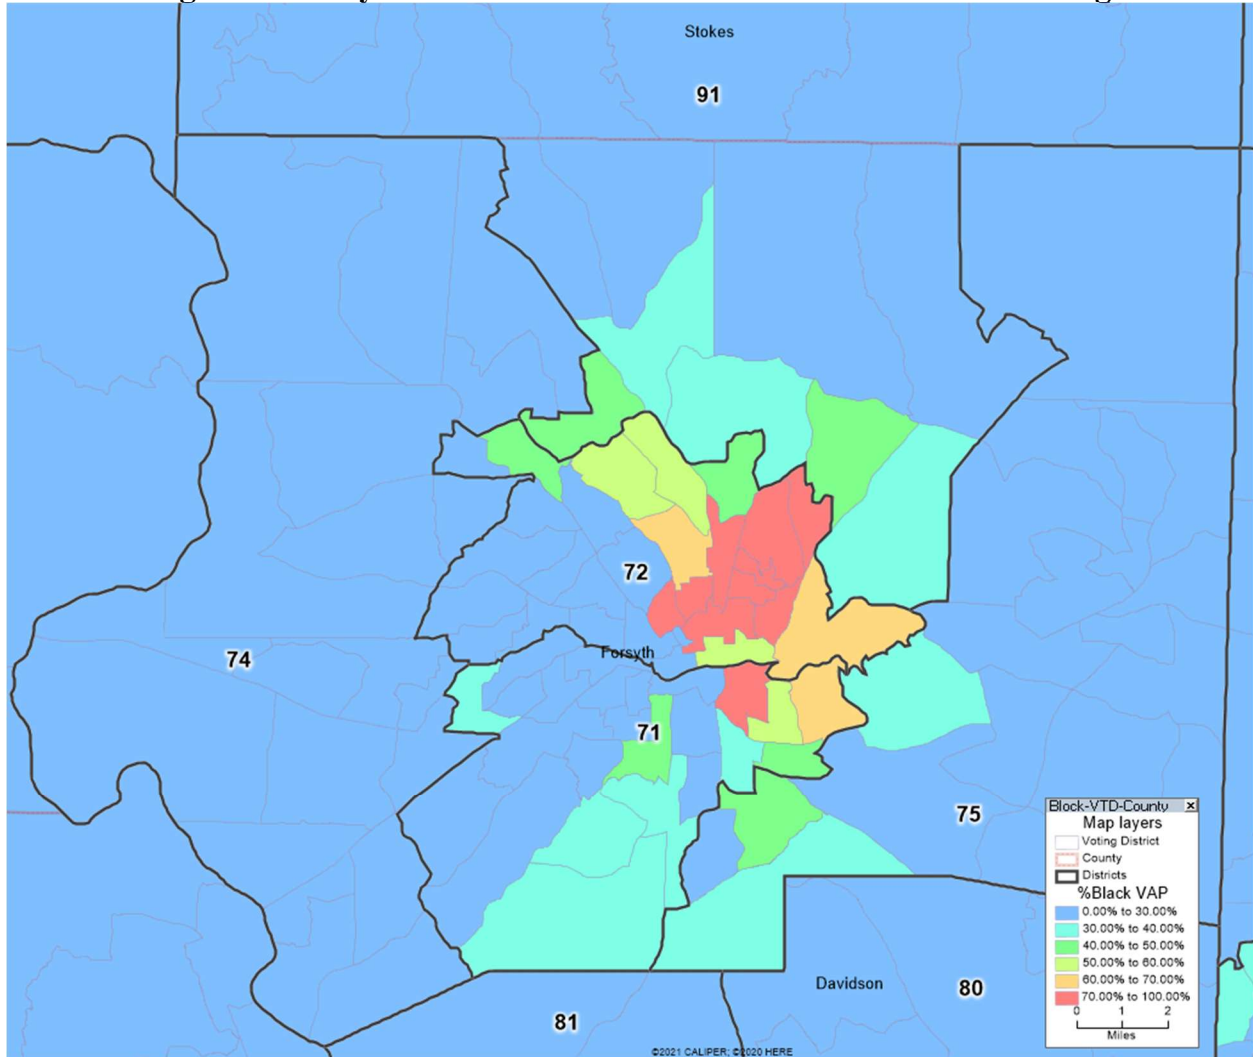 Stokes
91
72
Forsyth
74
71
75
Block-VTD-County x
Map layers
Voting District
County
Districts
%Black VAP
0.00% to 30.00%
30.00% to 40.00%
40.00% to 50.00%
50.00% to 60.00%
60.00% to 70.00%
70.00% to 100.00%
0 1 2
Miles
Davidson
80
81
©2021 CALIPER; ©2020 HERE